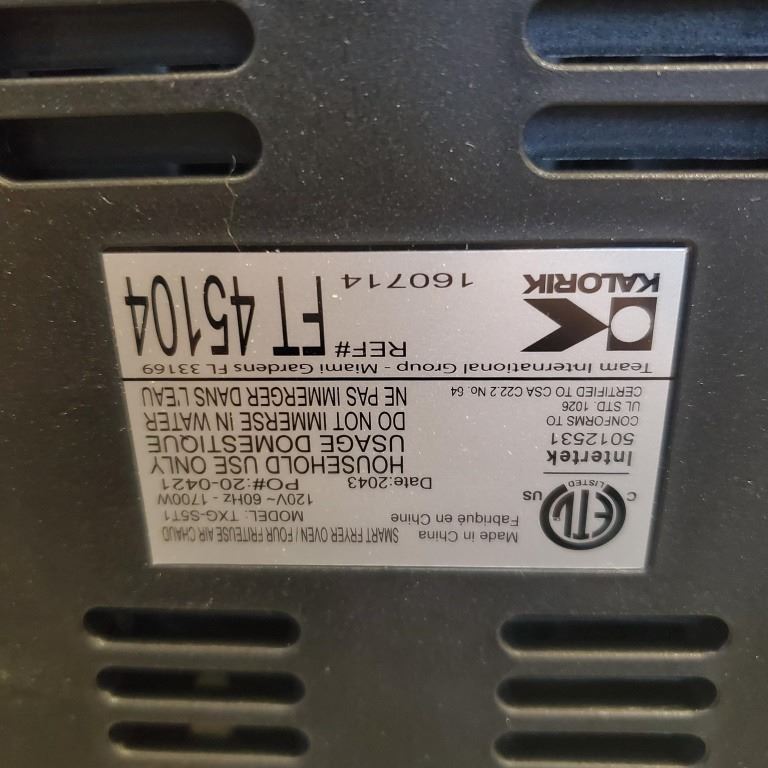 SMART FRYER OVEN / FOUR FRITEUSE AIR CHAUD
MODEL: TXG-S5T1
120V~ 60Hz - 1700W
Date:2043 PO#:20-0421
HOUSEHOLD USE ONLY
USAGE DOMESTIQUE
DO NOT IMMERSE IN WATER
NE PAS IMMERGER DANS L'EAU
Made in China
Fabriqué en Chine
ETL
LISTED
C US
Intertek
5012531
CONFORMS TO
UL STD. 1026
CERTIFIED TO CSA C22.2 No. 64
Team International Group - Miami Gardens FL 33169
KALORIK
REF# FT 45104
160714